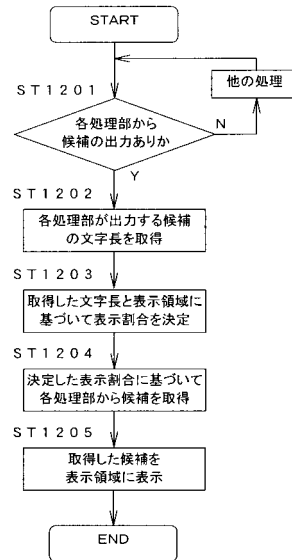 START
他の処理
ST1201
各処理部から
候補の出力ありか
N
Y
ST1202
各処理部が出力する候補
の文字長を取得
ST1203
取得した文字長と表示領域に
基づいて表示割合を決定
ST1204
決定した表示割合に基づいて
各処理部から候補を取得
ST1205
取得した候補を
表示領域に表示
END